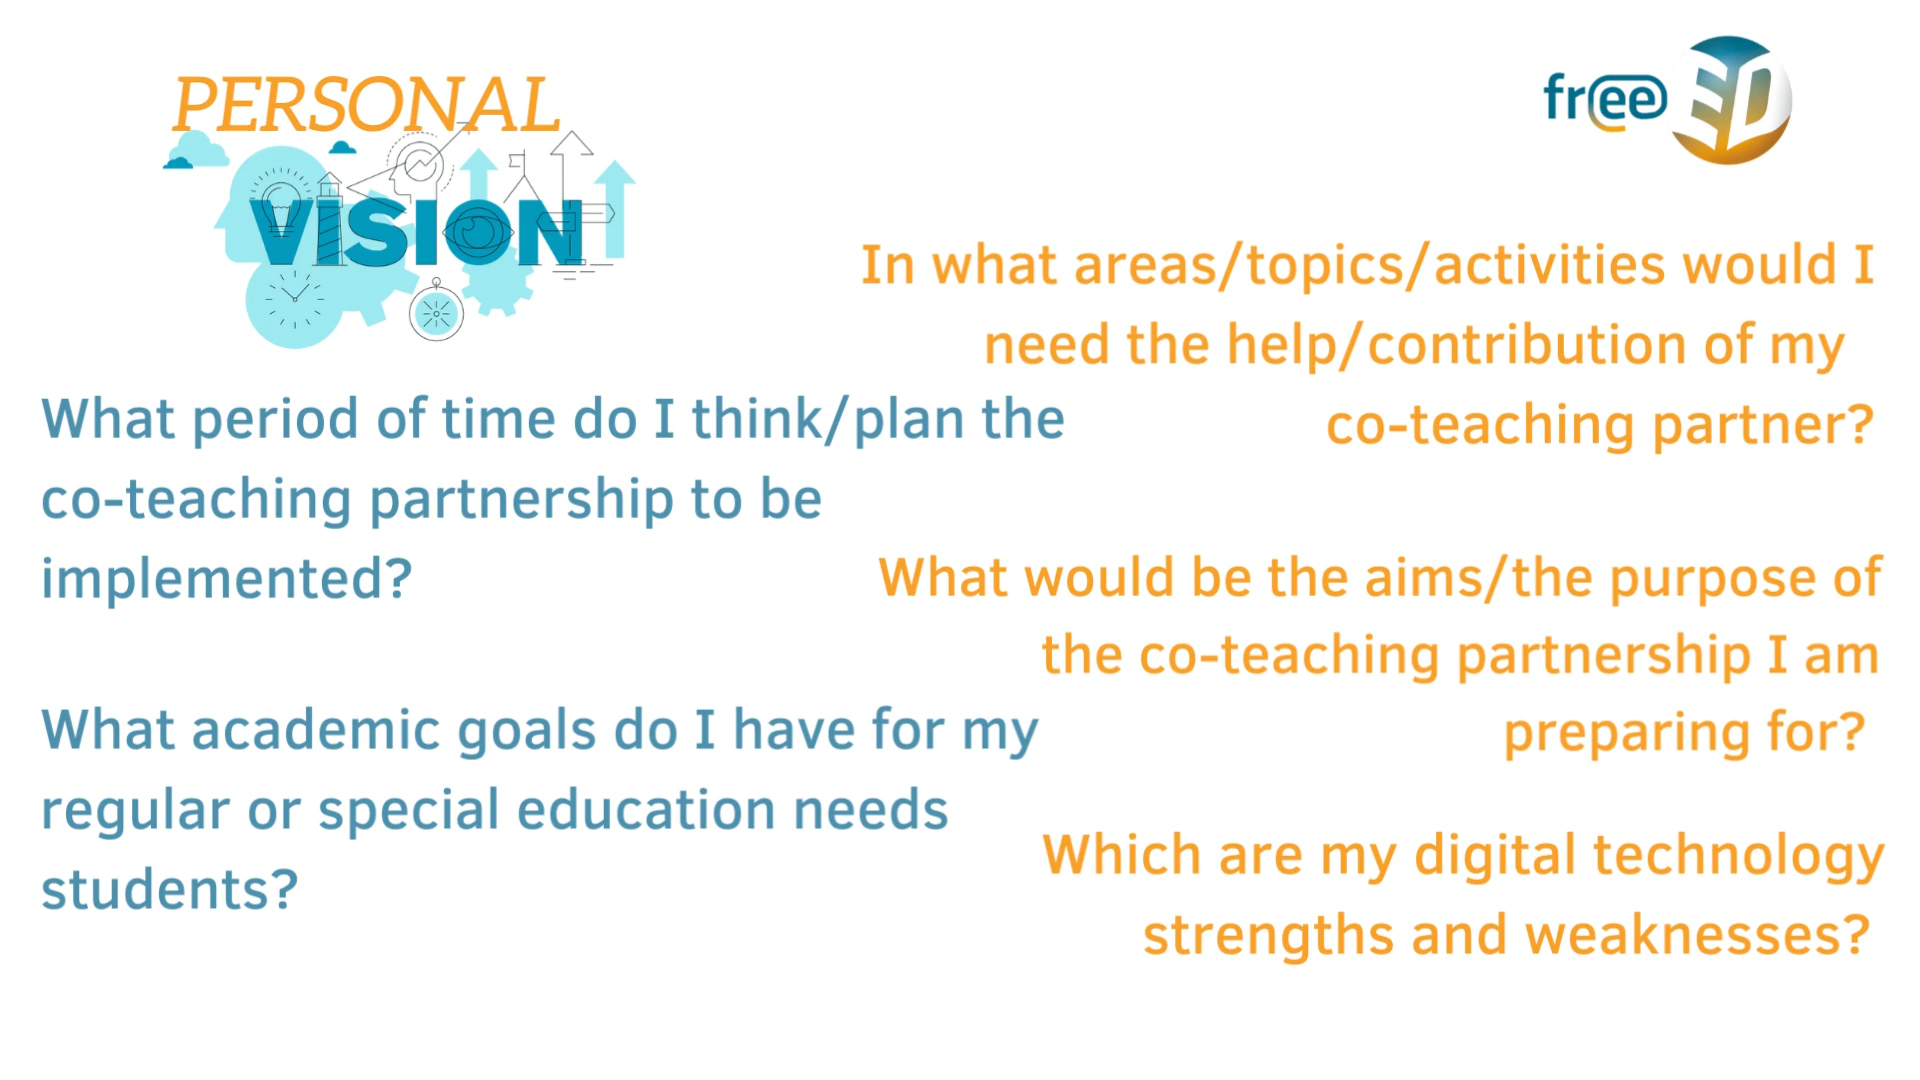 PERSONAL
VISION
fr@ee 3D
What period of time do I think/plan the
co-teaching partnership to be
implemented?
What academic goals do I have for my
regular or special education needs
students?
In what areas/topics/activities would I
need the help/contribution of my
co-teaching partner?
What would be the aims/the purpose of
the co-teaching partnership I am
preparing for?
Which are my digital technology
strengths and weaknesses?